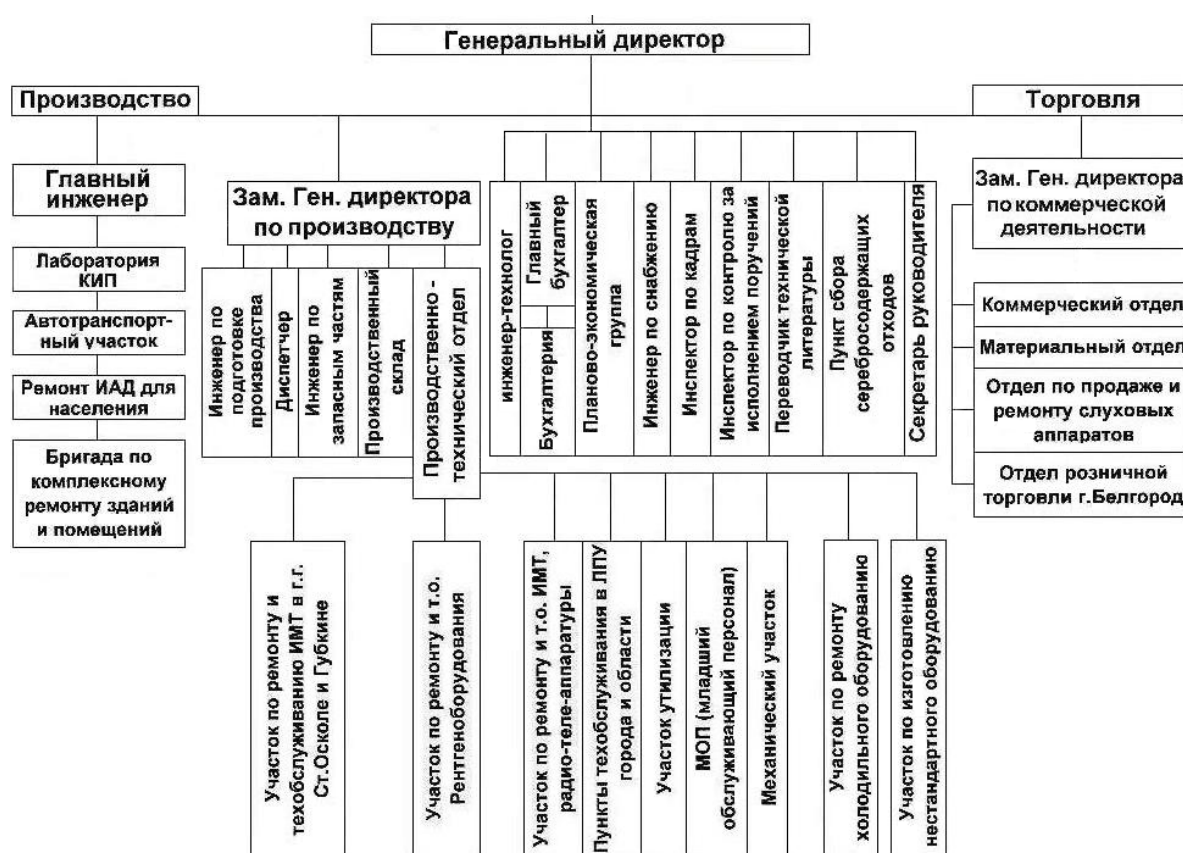 Генеральный директор
Производство
Торговля
Главный
инженер
Лаборатория
КИП
Автотранспорт-
ный участок
Ремонт ИАД для
населения
Бригада по
комплексному
ремонту зданий
и помещений
Зам. Ген. директора
по производству
Инженер по
подготовке
производства
Диспетчер
Инженер по
запасным частям
Производственный
склад
Производственно -
технический отдел
инженер-технолог
Главный
бухгалтер
Бухгалтерия
Планово-экономическая
группа
Инженер по снабжению
Инспектор по кадрам
Инспектор по контролю за
исполнением поручений
Переводчик технической
литературы
Пункт сбора
серебросодержащих
отходов
Секретарь руководителя
Зам. Ген. директора
по коммерческой
деятельности
Коммерческий отдел
Материальный отдел
Отдел по продаже и
ремонту слуховых
аппаратов
Отдел розничной
торговли г.Белгород
Участок по ремонту и
техобслуживанию ИМТ в г.г.
Ст.Осколе и Губкине
Участок по ремонту и т.о.
Рентгеноборудования
Участок по ремонту и т.о. ИМТ,
радио-теле-аппаратуры
Пункты техобслуживания в ЛПУ
города и области
Участок утилизации
МОП (младший
обслуживающий персонал)
Механический участок
Участок по ремонту
холодильного оборудованию
Участок по изготовлению
нестандартного оборудованию